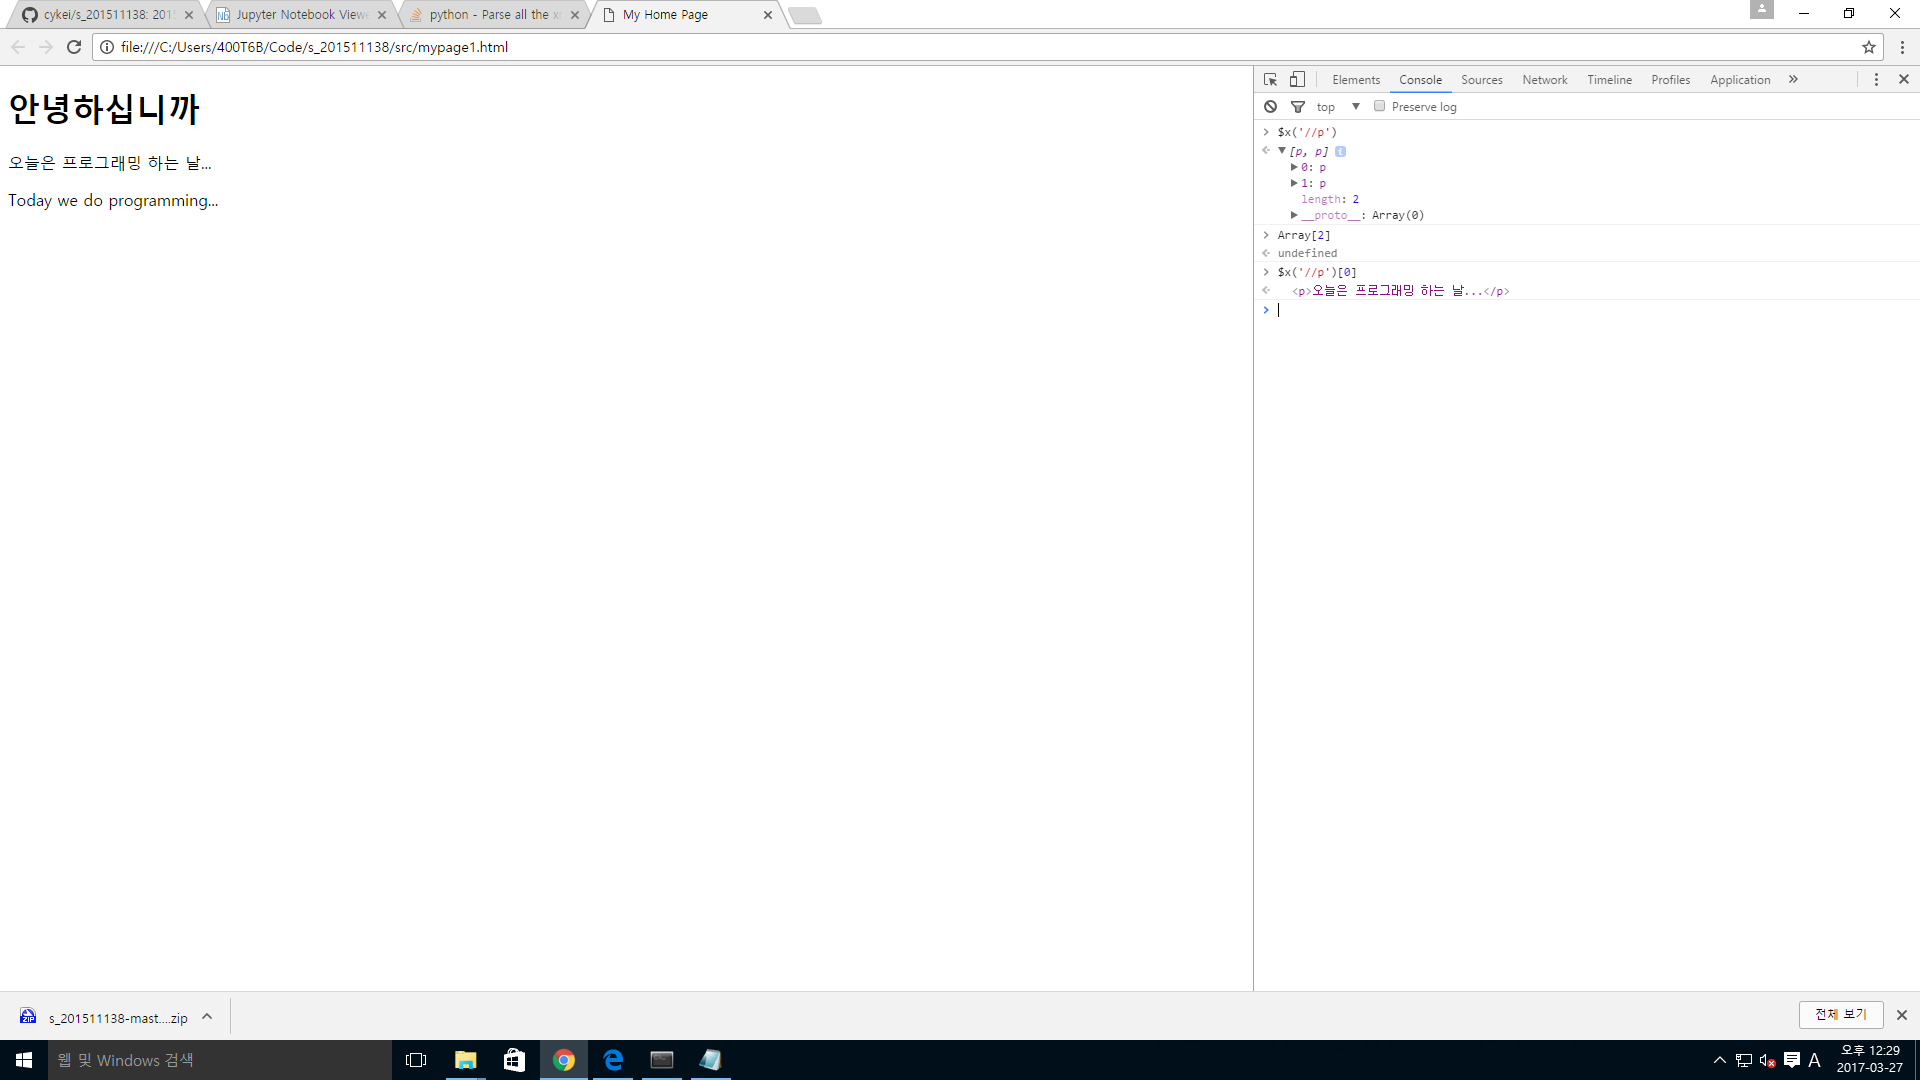 cykei/s_201511138: 201
Jupyter Notebook Viewe
python - Parse all the x
My Home Page
file:///C:/Users/400T6B/Code/s_201511138/src/mypage1.html
안녕하십니까
오늘은 프로그래밍 하는 날...
Today we do programming...
Elements Console Sources Network Timeline Profiles Application »
top ▼ Preserve log
> $x('//p')
▼[p, p] i
▶0: p
▶1: p
length: 2
▶__proto__: Array(0)
> Array[2]
undefined
> $x('//p')[0]
<p>오늘은 프로그래밍 하는 날...</p>
>
s_201511138-mast....zip
전체 보기
웹 및 Windows 검색
A
오후 12:29
2017-03-27